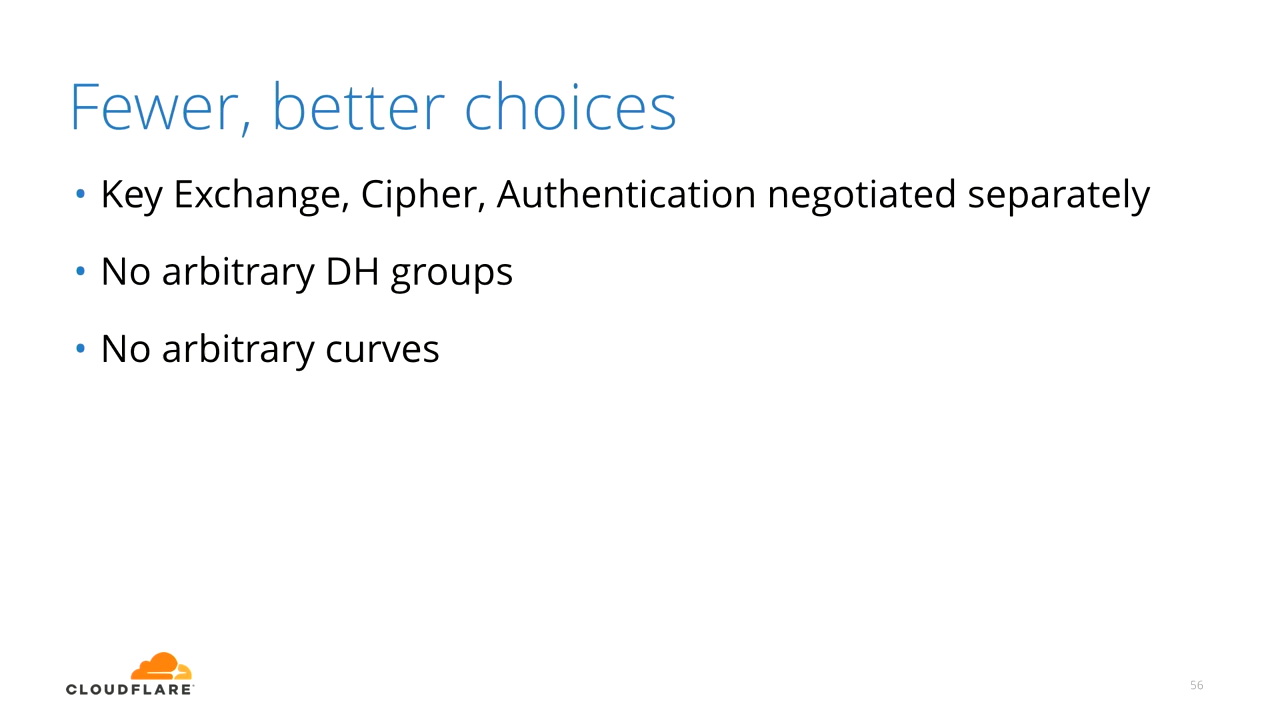 Fewer, better choices
• Key Exchange, Cipher, Authentication negotiated separately
• No arbitrary DH groups
• No arbitrary curves
CLOUDFLARE
56